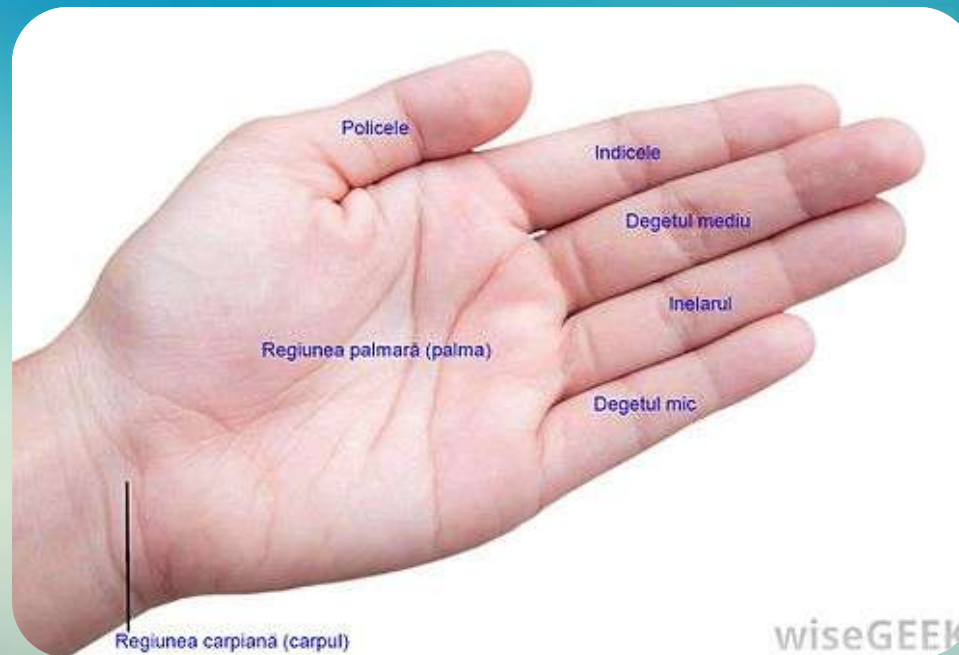 Policele
Indicele
Degetul mediu
Inelarul
Regiunea palmară (palma)
Degetul mic
Regiunea carpiană (carpul)
wiseGEEK